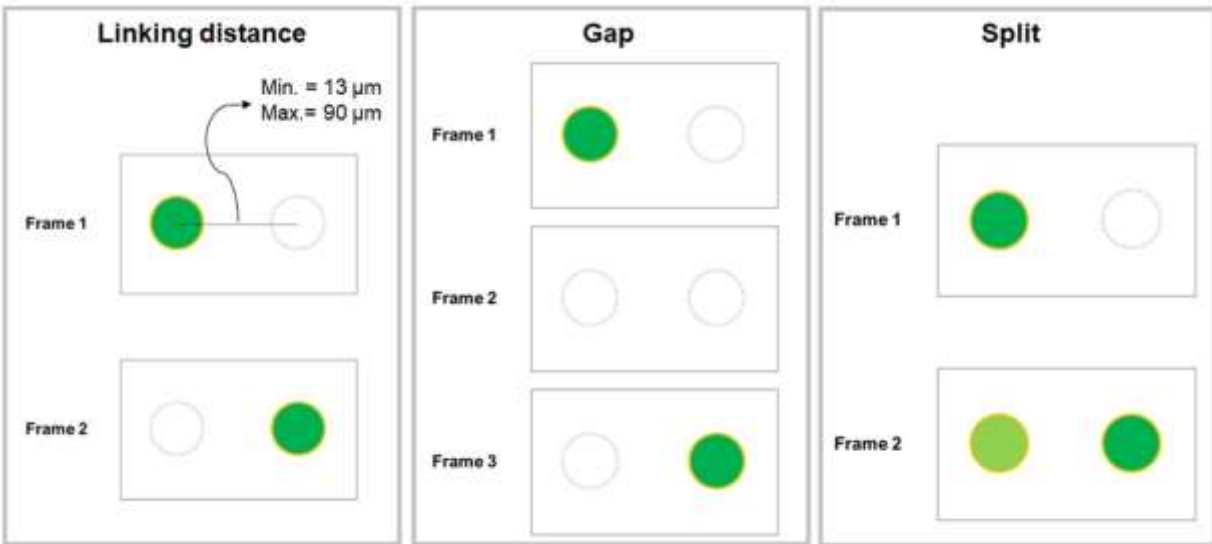 Linking distance
Min. = 13 µm
Max.= 90 µm
Frame 1
Frame 2
Gap
Frame 1
Frame 2
Frame 3
Split
Frame 1
Frame 2